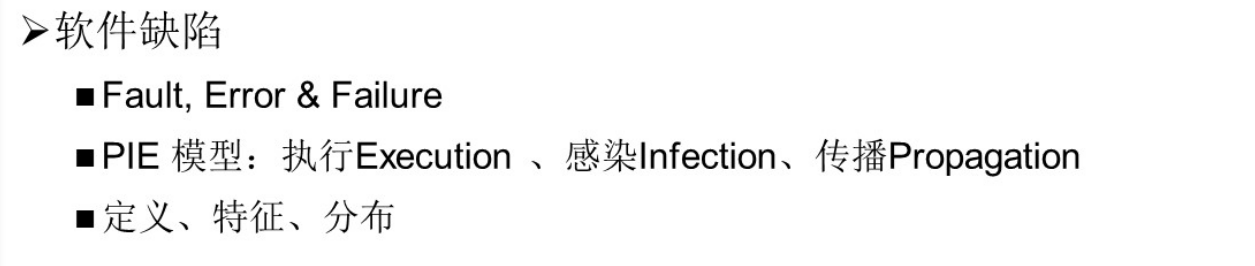 ➢软件缺陷
■Fault, Error & Failure
■PIE 模型：执行Execution 、感染Infection、传播Propagation
■定义、特征、分布